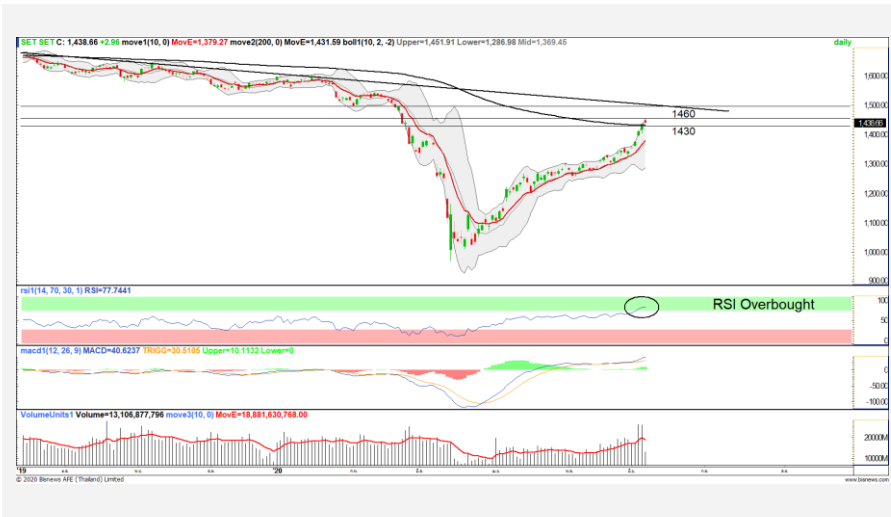 SET SET C: 1,438.66 +2.96 move1(10, 0) MovE=1,379.27 move2(200, 0) MovE=1,431.59 boll1(10, 2, -2) Upper=1,451.91 Lower=1,286.98 Mid=1,369.45 daily
1,600.00
1,500.00
1460
1,438.66
1430
1,400.00
1,300.00
1,200.00
1,100.00
1,000.00
900.00
rsi1(14, 70, 30, 1) RSI=77.7441
RSI Overbought
100
50
0
macd1(12, 26, 9) MACD=40.6237 TRIGG=30.5105 Upper=10.1132 Lower=0
0
-50.00
-100.00
VolumeUnits1 Volume=13,106,877,796 move3(10, 0) MovE=18,881,630,768.00
20000M
10000M
'19 '20
© 2020 Bisnews AFE (Thailand) Limited www.bisnews.com